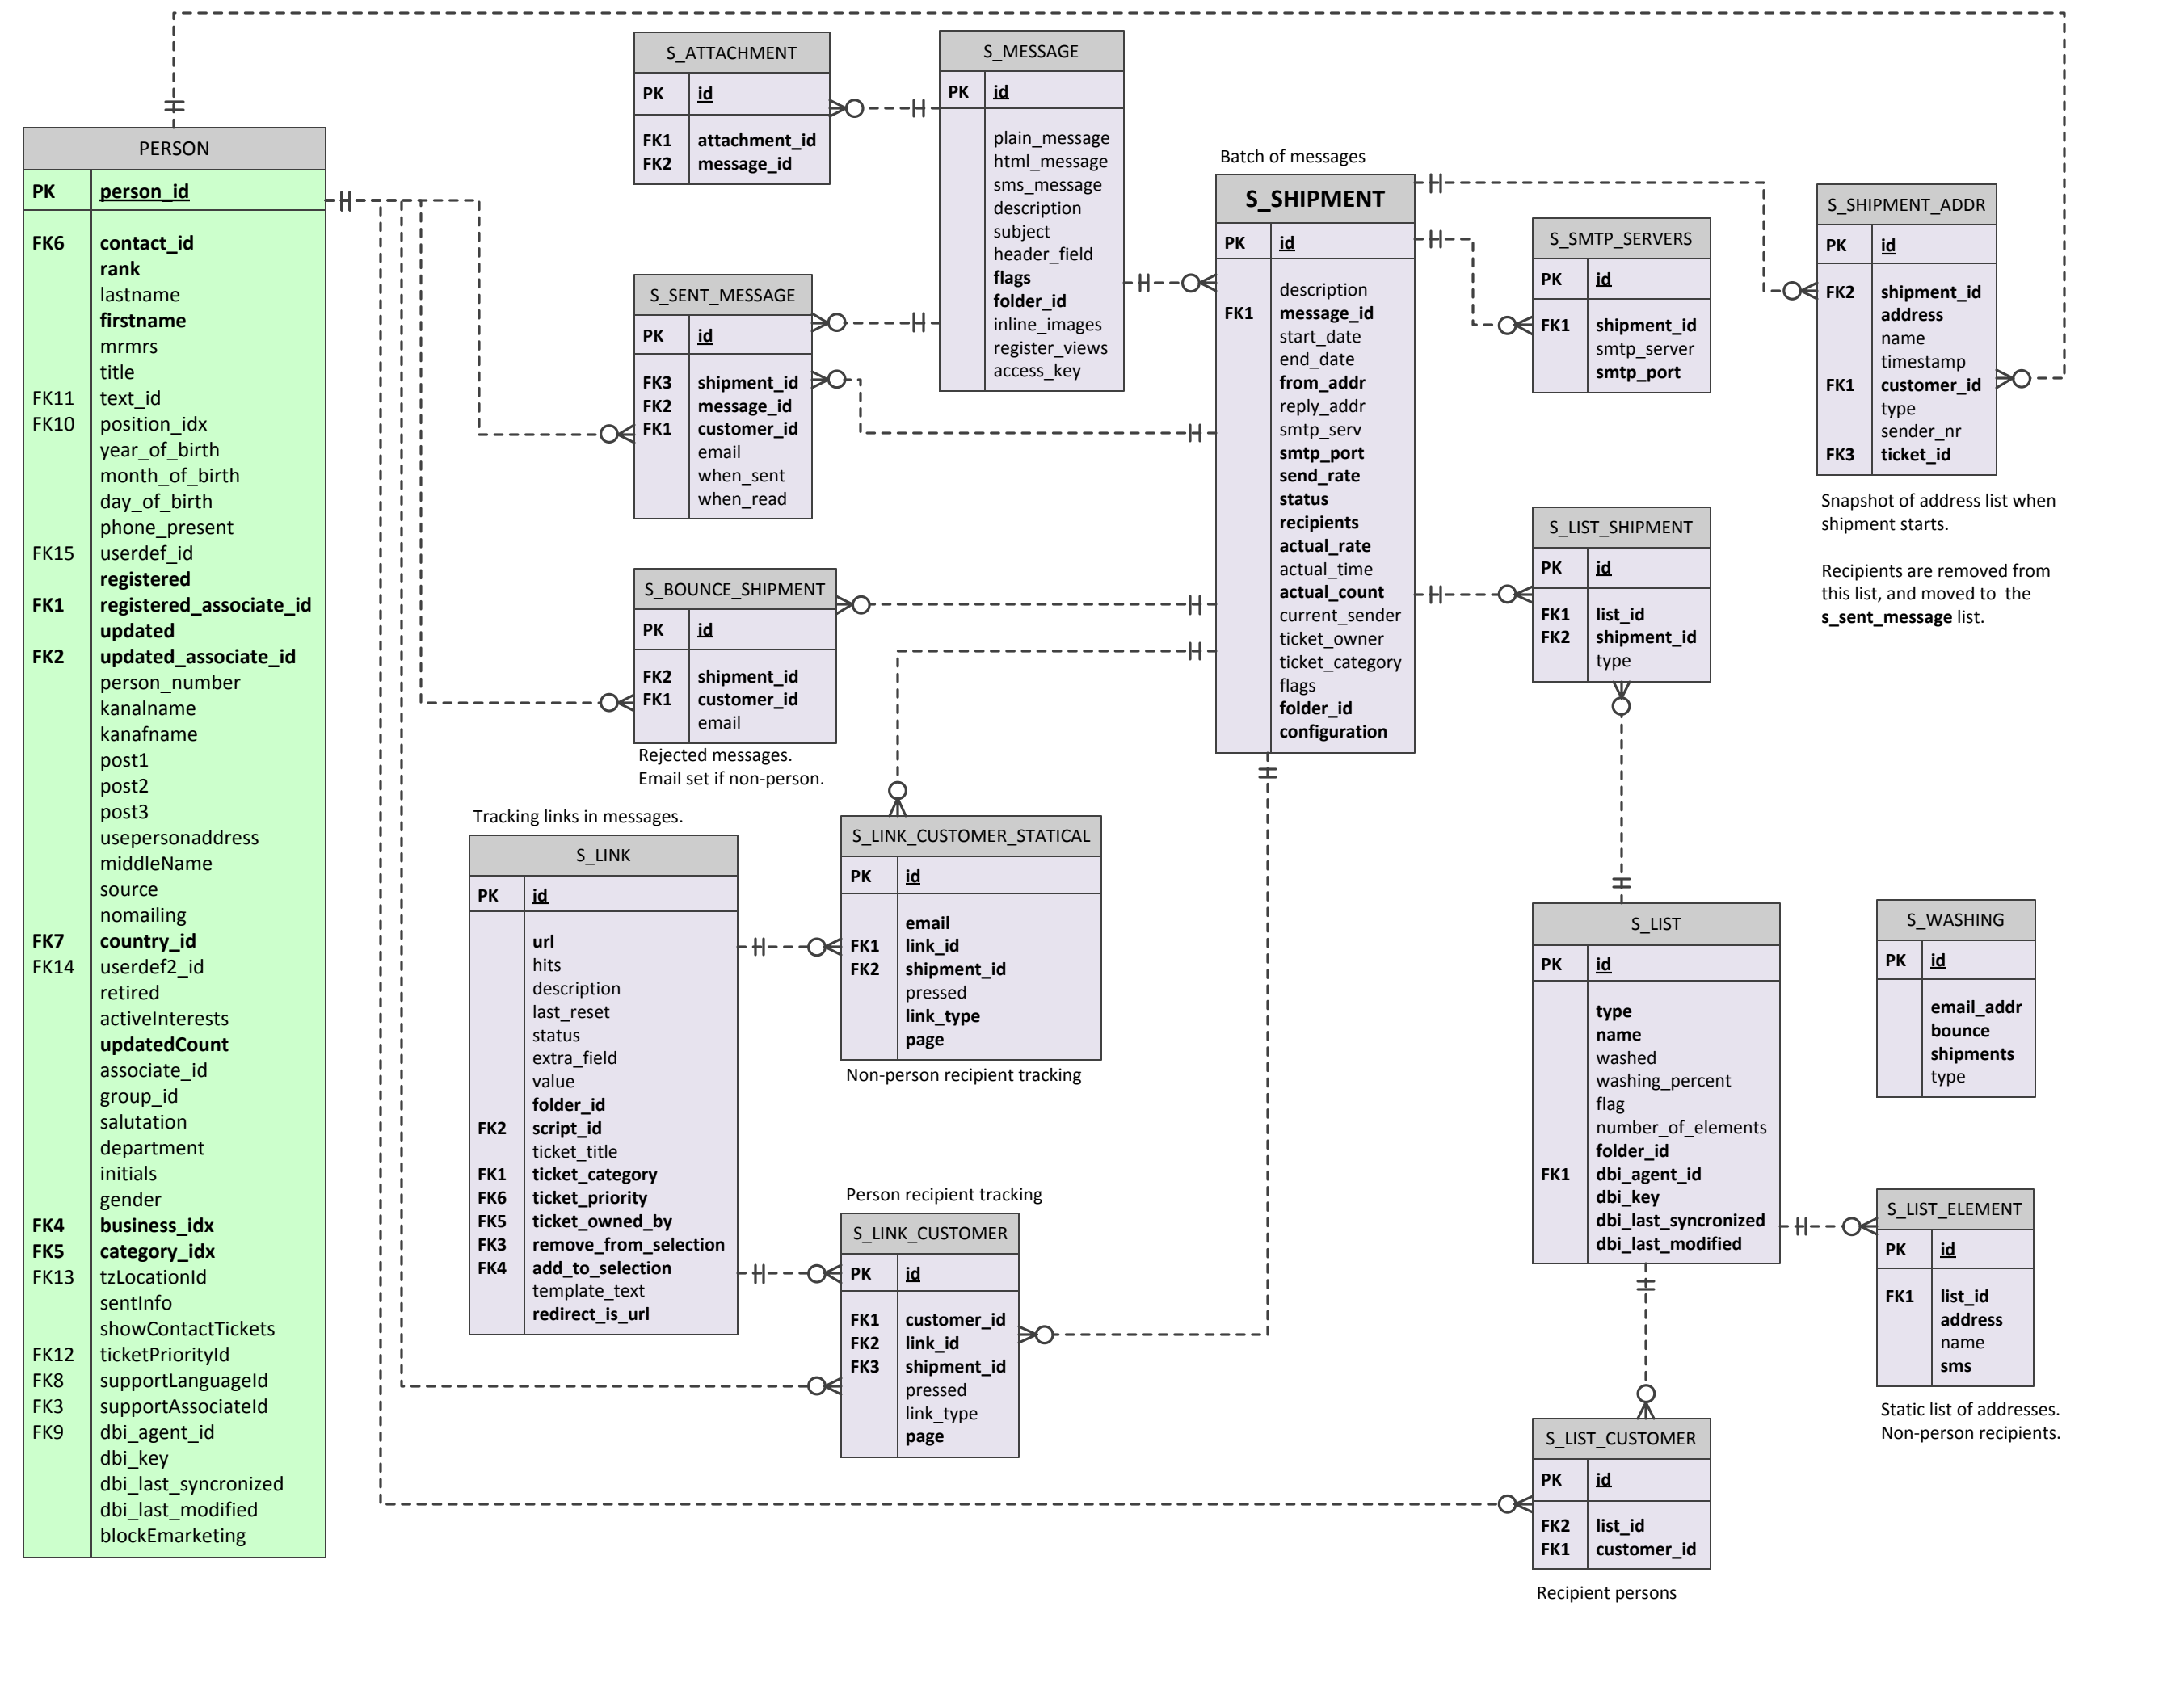 PERSON
PK person_id
FK6 contact_id
rank
lastname
firstname
mrmrs
title
FK11 text_id
FK10 position_idx
year_of_birth
month_of_birth
day_of_birth
phone_present
FK15 userdef_id
registered
FK1 registered_associate_id
updated
FK2 updated_associate_id
person_number
kanalname
kanafname
post1
post2
post3
usepersonaddress
middleName
source
nomailing
FK7 country_id
FK14 userdef2_id
retired
activeInterests
updatedCount
associate_id
group_id
salutation
department
initials
gender
FK4 business_idx
FK5 category_idx
FK13 tzLocationId
sentInfo
showContactTickets
FK12 ticketPriorityId
FK8 supportLanguageId
FK3 supportAssociateId
FK9 dbi_agent_id
dbi_key
dbi_last_syncronized
dbi_last_modified
blockEmarketing
S_ATTACHMENT
PK id
FK1 attachment_id
FK2 message_id
S_MESSAGE
PK id
plain_message
html_message
sms_message
description
subject
header_field
flags
folder_id
inline_images
register_views
access_key
S_SENT_MESSAGE
PK id
FK3 shipment_id
FK2 message_id
FK1 customer_id
email
when_sent
when_read
S_BOUNCE_SHIPMENT
PK id
FK2 shipment_id
FK1 customer_id
email
Rejected messages.
Email set if non-person.
Batch of messages
S_SHIPMENT
PK id
description
FK1 message_id
start_date
end_date
from_addr
reply_addr
smtp_serv
smtp_port
send_rate
status
recipients
actual_rate
actual_time
actual_count
current_sender
ticket_owner
ticket_category
flags
folder_id
configuration
S_SMTP_SERVERS
PK id
FK1 shipment_id
smtp_server
smtp_port
S_SHIPMENT_ADDR
PK id
FK2 shipment_id
address
name
timestamp
FK1 customer_id
type
sender_nr
FK3 ticket_id
Snapshot of address list when
shipment starts.
Recipients are removed from
this list, and moved to the
s_sent_message list.
S_LIST_SHIPMENT
PK id
FK1 list_id
FK2 shipment_id
type
Tracking links in messages.
S_LINK
PK id
url
hits
description
last_reset
status
extra_field
value
folder_id
FK2 script_id
ticket_title
FK1 ticket_category
FK6 ticket_priority
FK5 ticket_owned_by
FK3 remove_from_selection
FK4 add_to_selection
template_text
redirect_is_url
S_LINK_CUSTOMER_STATICAL
PK id
email
FK1 link_id
FK2 shipment_id
pressed
link_type
page
Non-person recipient tracking
Person recipient tracking
S_LINK_CUSTOMER
PK id
FK1 customer_id
FK2 link_id
FK3 shipment_id
pressed
link_type
page
S_LIST
PK id
type
name
washed
washing_percent
flag
number_of_elements
folder_id
FK1 dbi_agent_id
dbi_key
dbi_last_syncronized
dbi_last_modified
S_WASHING
PK id
email_addr
bounce
shipments
type
S_LIST_ELEMENT
PK id
FK1 list_id
address
name
sms
Static list of addresses.
Non-person recipients.
S_LIST_CUSTOMER
PK id
FK2 list_id
FK1 customer_id
Recipient persons